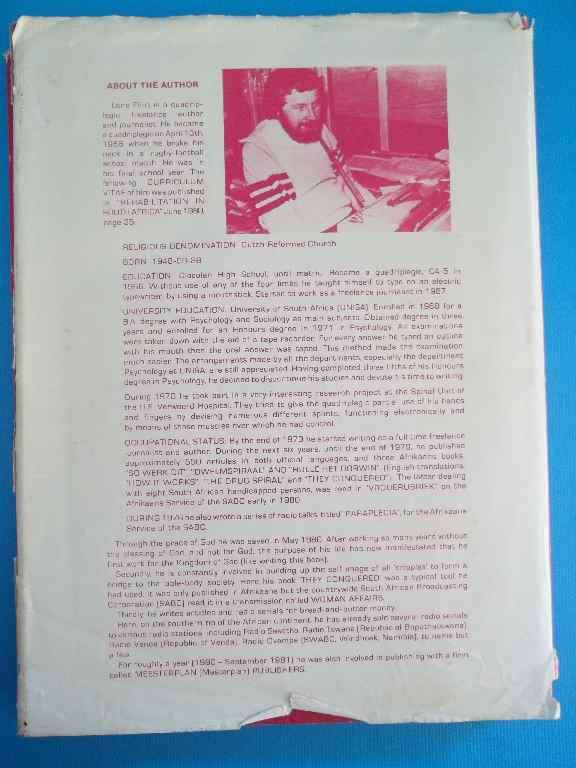 ABOUT THE AUTHOR
is a quadrip-
legic freelance author
and journalist. He became
a quadriplegic on April 10th,
1966 when he broke his
neck in a rugby-football
school match. He was in
his final school year. The
following CURRICULUM
VITAE of him was published
in "REHABILITATION IN
SOUTH AFRICA" June 1980,
page 25.
RELIGIOUS DENOMINATION: Dutch Reformed Church
BORN:
EDUCATION: High School, until matric. Became a quadriplegic, C4-5 in
1966. Without use of any of the four limbs he taught himself to type on an electric
typewriter by using a mouthstick. Started to work as a freelance journalist in 1967.
UNIVERSITY EDUCATION: University of South Africa (UNISA). Enrolled in 1968 for a
BA degree with Psychology and Sociology as main subjects. Obtained degree in three
years and enrolled for an Honours degree in 1971 in Psychology. All examinations
were taken down with the aid of a tape recorder. For every answer he typed an outline
with his mouth then the oral answer was taped. This method made the examination
much easier. The arrangements made by all the departments, especially the department
Psychology at UNISA, are still appreciated. Having completed three fifths of his Honours
degree in Psychology, he decided to discontinue his studies and devote his time to writing.
During 1970 he took part in a very interesting research project at the Spinal Unit of
the H.F. Verwoerd Hospital. They tried to give the quadriplegic partial use of his hands
and fingers by devising numerous different splints, functioning electronically and
by means of those muscles over which he had control.
OCCUPATIONAL STATUS: By the end of 1973 he started writing as a full time freelance
journalist and author. During the next six years, until the end of 1979, he published
approximately 550 articles in both official languages, and three Afrikaans books,
"SO WERK DIT", "DWELMSPIRAAL" AND "HULLE HET OORWIN". (English translations:
"HOW IT WORKS", "THE DRUG SPIRAL" and "THEY CONQUERED"). The latter dealing
with eight South African handicapped persons, was read in "VROUERUBRIEK" on the
Afrikaans Service of the SABC early in 1980.
DURING he also wrote a series of radio talks titled "PARAPLEGIA", for the Afrikaans
Service of the SABC.
Through the grace of God he was saved in May 1980. After working so many years without
the blessing of God, and not for God, the purpose of his life has now manifested that he
first work for the Kingdom of God (like writing this book).
Secondly, he is constantly involved in building up the self image of all 'cripples' to form a
bridge to the able-body society. Here his book THEY CONQUERED was a typical tool he
had used. It was only published in Afrikaans but the countrywide South African Broadcasting
Corporation (SABC) read it in a transmission called WOMAN AFFAIRS.
Thirdly, he writes articles and radio serials for bread-and-butter money.
Here, on the southern tip of the African continent, he has already sold several radio serials
to various radio stations, including Radio Sesotho, Radio Tswana (Republic of Bophuthatswana),
Radio Venda (Republic of Venda), Radio Ovambo (SWABC, Windhoek, Namibia), to name but
a few.
For roughly a year (1980 – September 1981) he was also involved in publishing with a firm
called MEESTERPLAN (Masterplan) PUBLISHERS.